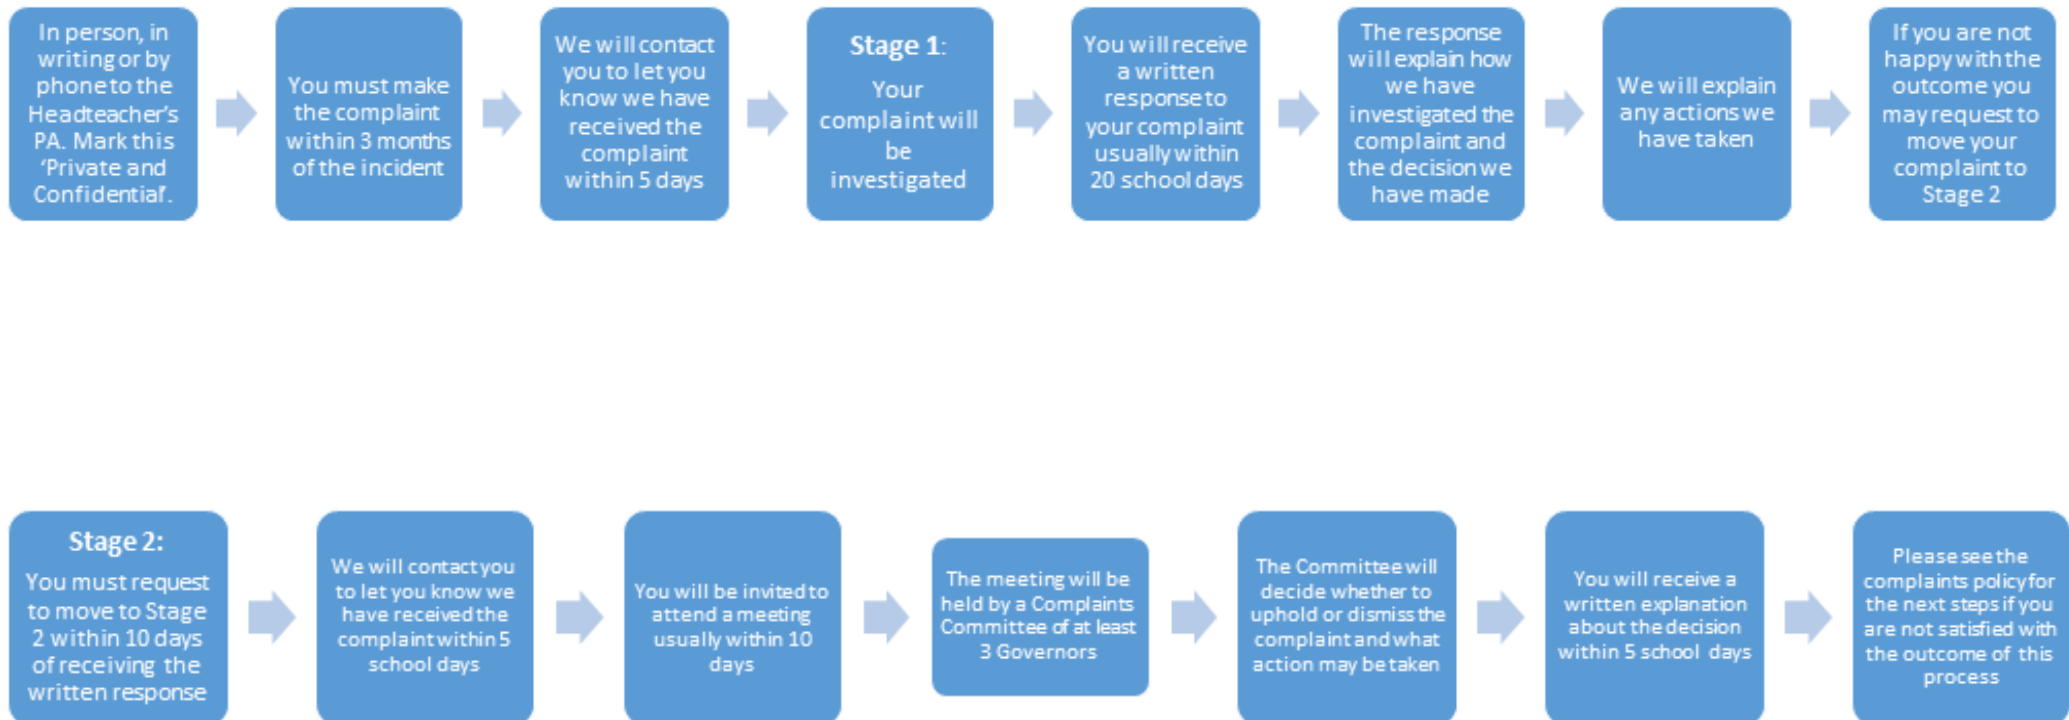 In person, in
writing or by
phone to the
Headteacher's
PA. Mark this
'Private and
Confidential'.
You must make
the complaint
within 3 months
of the incident
We will contact
you to let you
know we have
received the
complaint
within 5 days
Stage 1:
Your
complaint will
be
investigated
You will receive
a written
response to
your complaint
usually within
20 school days
The response
will explain how
we have
investigated the
complaint and
the decision we
have made
We will explain
any actions we
have taken
If you are not
happy with the
outcome you
may request to
move your
complaint to
Stage 2
Stage 2:
You must request
to move to Stage
2 within 10 days
of receiving the
written response
We will contact you
to let you know we
have received the
complaint within 5
school days
You will be invited to
attend a meeting
usually within 10
days
The meeting will be
held by a Complaints
Committee of at least
3 Governors
The Committee will
decide whether to
uphold or dismiss the
complaint and what
action may be taken
You will receive a
written explanation
about the decision
within 5 school days
Please see the
complaints policy for
the next steps if you
are not satisfied with
the outcome of this
process